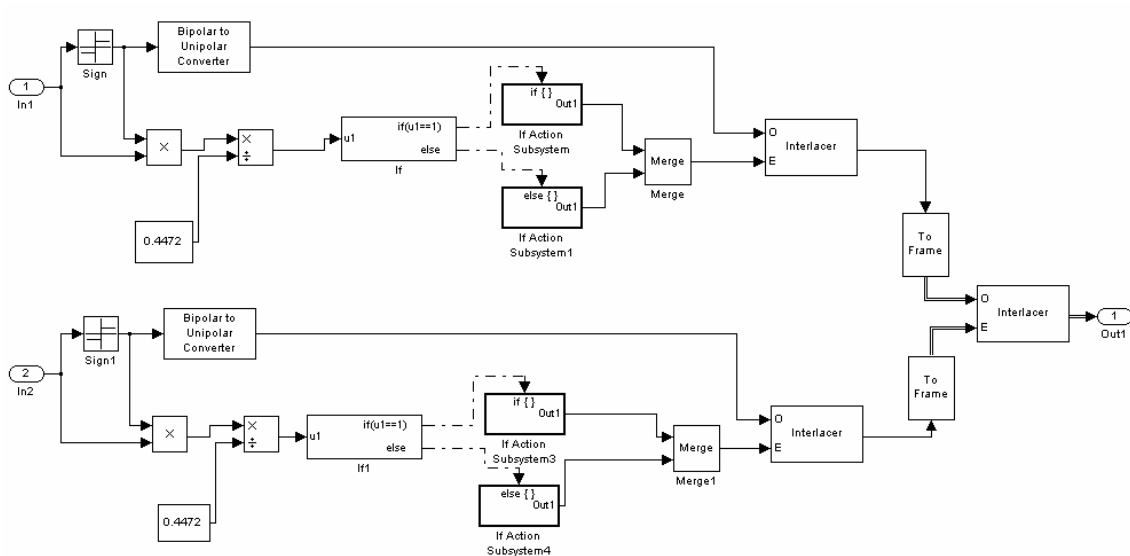 Bipolar to
Unipolar
Converter
Sign
1
In1
×
×
÷
u1
if(u1==1)
else
If
if { }
Out1
If Action
Subsystem
else { }
Out1
If Action
Subsystem1
Merge
Merge
O
E
Interlacer
0.4472
To
Frame
O
E
Interlacer
1
Out1
Bipolar to
Unipolar
Converter
Sign1
2
In2
×
×
÷
u1
if(u1==1)
else
If1
if { }
Out1
If Action
Subsystem3
else { }
Out1
If Action
Subsystem4
Merge
Merge1
O
E
Interlacer
To
Frame
0.4472